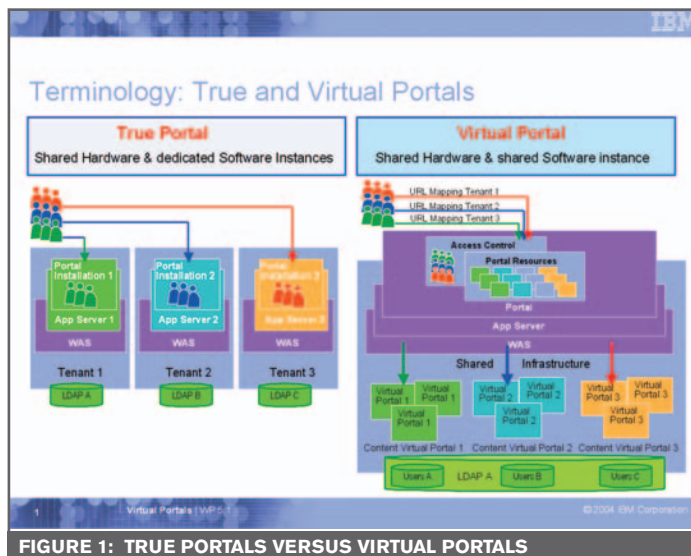 IBM
Terminology: True and Virtual Portals
True Portal
Shared Hardware & dedicated Software Instances
Virtual Portal
Shared Hardware & shared Software instance
Portal
Installation 1
App Server 1
WAS
Tenant 1
LDAP A
Portal
Installation 2
App Server 2
WAS
Tenant 2
LDAP B
Portal
Installation 3
App Server 3
WAS
Tenant 3
LDAP C
URL Mapping Tenant 1
URL Mapping Tenant 2
URL Mapping Tenant 3
Access Control
Portal Resources
Portal
App Server
WAS
Shared Infrastructure
Virtual
Portal 1
Virtual
Portal 1
Virtual
Portal 1
Virtual
Portal 2
Virtual
Portal 2
Virtual
Portal 2
Virtual
Portal 3
Virtual
Portal 3
Virtual
Portal 3
Content Virtual Portal 1
Content Virtual Portal 2
Content Virtual Portal 3
Users A
LDAP A
Users B
Users C
1
Virtual Portals | WP5.1
©2004 IBM Corporation
FIGURE 1: TRUE PORTALS VERSUS VIRTUAL PORTALS